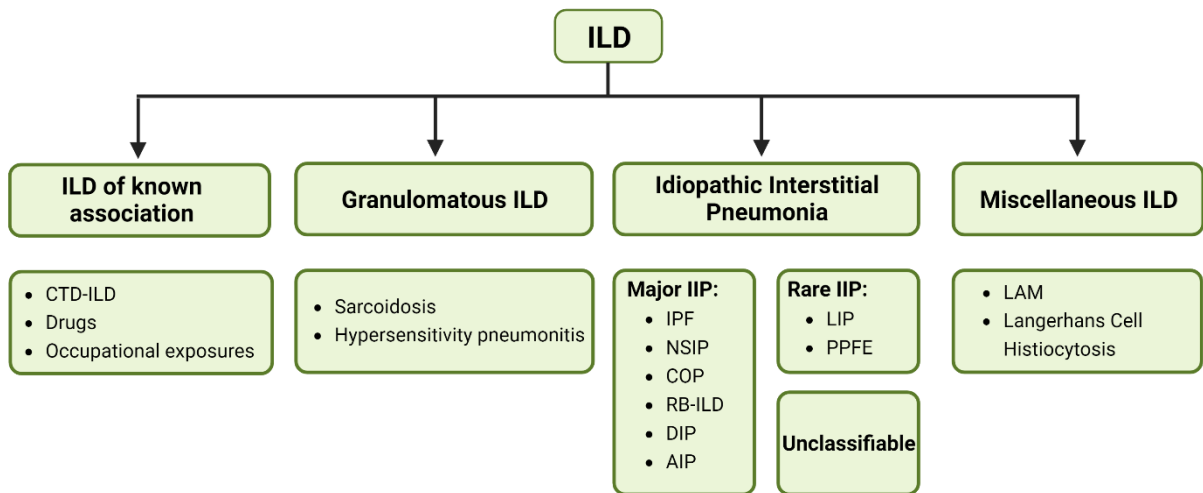 ILD
ILD of known
association
Granulomatous ILD
Idiopathic Interstitial
Pneumonia
Miscellaneous ILD
• CTD-ILD
• Drugs
• Occupational exposures
• Sarcoidosis
• Hypersensitivity pneumonitis
Major IIP:
• IPF
• NSIP
• COP
• RB-ILD
• DIP
• AIP
Rare IIP:
• LIP
• PPFE
Unclassifiable
• LAM
• Langerhans Cell
Histiocytosis